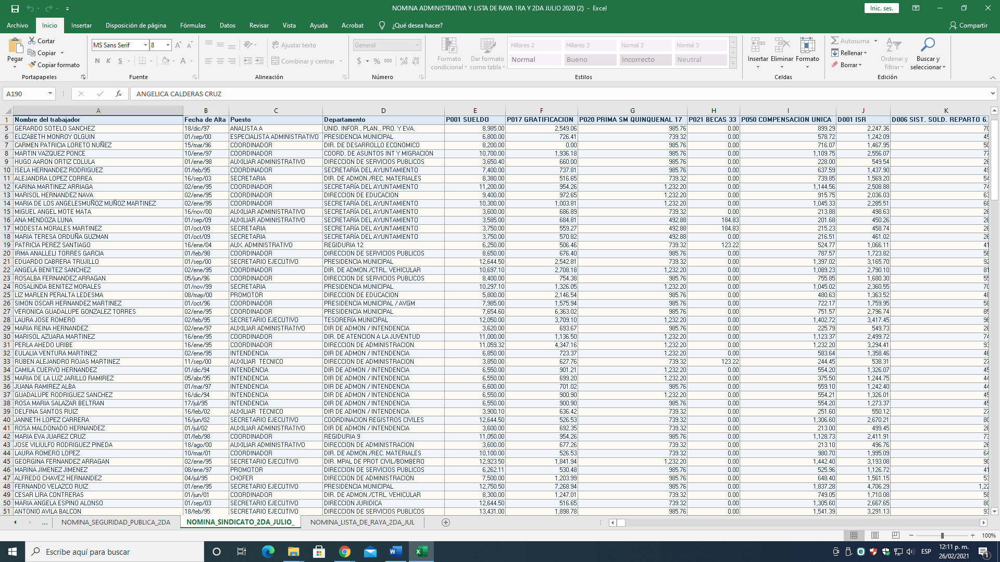 NOMINA ADMINISTRATIVA Y LISTA DE RAYA 1RA Y 2DA JULIO 2020 (2) - Excel
Inic. ses.
Archivo Inicio Insertar Disposición de página Fórmulas Datos Revisar Vista Ayuda Acrobat ¿Qué desea hacer? Compartir
Pegar Cortar Copiar Copiar formato
MS Sans Serif 8
N K S
Ajustar texto
Combinar y centrar
General
$ % 000
Formato condicional
Dar formato como tabla
Millares 2 Millares 3 Normal 2 Normal 3
Normal Bueno Incorrecto Neutral
Insertar Eliminar Formato
Autosuma
Rellenar
Borrar
Ordenar y filtrar
Buscar y seleccionar
Portapapeles Fuente Alineación Número Estilos Celdas Edición
A190 fx ANGELICA CALDERAS CRUZ
A B C D E F G H I J K
1 Nombre del trabajador Fecha de Alta Puesto Departamento P001 SUELDO P017 GRATIFICACION P020 PRIMA SM QUINQUENAL 17 P021 BECAS 33 P050 COMPENSACION UNICA D001 ISR D006 SIST. SOLD. REPARTO 6.
5 GERARDO SOTELO SANCHEZ 18/dic/97 ANALISTA A UNID. INFOR., PLAN., PRO. Y EVA. 8,985.00 2,549.06 985.76 0.00 899.29 2,247.36 70
6 ELIZABETH MONROY OLGUIN 01/sep/00 ESPECIALISTA ADMINISTRATIVO PRESIDENCIA MUNICIPAL 6,800.00 726.41 739.32 0.00 578.72 1,242.09 45
7 CARMEN PATRICIA LORETO NUÑEZ 15/mar/96 COORDINADOR DIR. DE DESARROLLO ECONOMICO 8,200.00 0.00 985.76 0.00 716.07 1,467.95 50
8 MARTIN VAZQUEZ PONCE 10/ene/97 COORDINADOR COORD. DE ASUNTOS INT Y MIGRACION 10,700.00 1,936.18 985.76 0.00 1,109.75 2,556.07 77
9 HUGO AARON ORTIZ COLULA 01/ene/98 AUXILIAR ADMINISTRATIVO DIRECCION DE SERVICIOS PUBLICOS 3,650.40 660.00 985.76 0.00 228.00 549.54 26
10 ISELA HERNANDEZ RODRIGUEZ 01/feb/95 COORDINADOR SECRETARÍA DEL AYUNTAMIENTO 7,400.00 737.81 985.76 0.00 637.59 1,437.90 49
11 ALEJANDRA LOPEZ CORREA 16/sep/03 SECRETARIA DIR. DE ADMON./REC. MATERIALES 8,380.00 516.65 739.32 0.00 739.85 1,569.20 54
12 KARINA MARTINEZ ARRIAGA 02/ene/95 COORDINADOR SECRETARÍA DEL AYUNTAMIENTO 11,200.00 954.26 1,232.20 0.00 1,144.56 2,508.88 74
13 MARISOL HERNANDEZ NAVA 02/ene/95 COORDINADOR DIRECCION DE EDUCACION 9,400.00 972.65 1,232.20 0.00 915.75 2,036.03 63
14 MARIA DE LOS ANGELESMUÑOZ MUÑOZ MARTINEZ 02/ene/95 COORDINADOR SECRETARÍA DEL AYUNTAMIENTO 10,300.00 1,003.81 1,232.20 0.00 1,045.33 2,285.51 68
15 MIGUEL ANGEL MOTE MATA 16/nov/00 AUXILIAR ADMINISTRATIVO SECRETARÍA DEL AYUNTAMIENTO 3,600.00 686.89 739.32 0.00 213.88 498.63 26
16 ANA MENDOZA LUNA 01/sep/09 AUXILIAR ADMINISTRATIVO SECRETARÍA DEL AYUNTAMIENTO 3,585.00 684.81 492.88 184.83 201.68 450.26 26
17 MODESTA MORALES MARTINEZ 01/oct/09 SECRETARIA SECRETARÍA DEL AYUNTAMIENTO 3,750.00 559.27 492.88 184.83 215.23 458.74 26
18 MARIA TERESA ORDUÑA GUZMAN 01/oct/09 SECRETARIA SECRETARÍA DEL AYUNTAMIENTO 3,750.00 570.82 492.88 0.00 216.51 461.02 26
19 PATRICIA PEREZ SANTIAGO 16/ene/04 AUX. ADMINISTRATIVO REGIDURIA 12 6,250.00 506.46 739.32 123.22 524.77 1,066.11 41
20 IRMA ANALLELI TORRES GARCIA 01/feb/98 COORDINADOR DIRECCION DE SERVICIOS PUBLICOS 8,650.00 676.40 985.76 0.00 787.57 1,723.82 56
21 EDUARDO CABRERA TRUJILLO 01/sep/00 SECRETARIO EJECUTIVO PRESIDENCIA MUNICIPAL 12,644.50 2,542.81 739.32 0.00 1,397.02 3,165.70 92
22 ANGELA BENITEZ SANCHEZ 02/ene/95 COORDINADOR DIR. DE ADMON./CTRL. VEHICULAR 10,697.10 2,708.18 1,232.20 0.00 1,089.23 2,790.10 81
23 ROSALBA FERNANDEZ ARRAGAN 05/jun/96 COORDINADOR DIRECCION DE SERVICIOS PUBLICOS 8,400.00 754.38 985.76 0.00 755.85 1,680.30 55
24 ROSALINDA BENITEZ MORALES 01/nov/99 SECRETARIA PRESIDENCIA MUNICIPAL 10,297.10 1,326.05 1,232.20 0.00 1,045.02 2,360.55 70
25 LIZ MARLEN PERALTA LEDESMA 08/may/00 PROMOTOR DIRECCION DE EDUCACION 5,800.00 2,146.54 985.76 0.00 480.63 1,363.52 48
26 SIMON OSCAR HERNANDEZ MARTINEZ 01/oct/96 COORDINADOR PRESIDENCIA MUNICIPAL / AVGM 7,985.00 1,575.94 985.76 0.00 722.17 1,759.95 58
27 VERONICA GUADALUPE GONZALEZ TORRES 02/ene/95 COORDINADOR PRESIDENCIA MUNICIPAL 7,654.60 6,363.02 985.76 0.00 751.57 2,796.74 85
28 LAURA JOSE ROMERO 02/feb/95 SECRETARIO EJECUTIVO TESORERÍA MUNICIPAL 12,050.00 3,709.10 1,232.20 0.00 1,402.72 3,417.45 96
29 MARIA REINA HERNANDEZ 02/ene/97 AUXILIAR ADMINISTRATIVO DIR DE ADMON / INTENDENCIA 3,620.00 693.67 985.76 0.00 225.79 549.73 26
30 MARISOL AZUARA MARTINEZ 16/ene/95 COORDINADOR DIR. DE ATENCION A LA JUVENTUD 11,000.00 1,136.50 1,232.20 0.00 1,123.37 2,499.72 74
31 PERLA AHEDO URIBE 16/ene/95 COORDINADOR DIRECCION DE ADMINISTRACION 11,059.32 4,347.16 1,232.20 0.00 1,232.20 3,294.41 93
32 EULALIA VENTURA MARTINEZ 02/ene/95 INTENDENCIA DIR DE ADMON / INTENDENCIA 6,850.00 723.37 1,232.20 0.00 583.64 1,358.46 46
33 RUBEN ALEJANDRO ROJAS MARTINEZ 11/sep/00 AUXILIAR TECNICO DIRECCION DE ADMINISTRACION 3,850.00 627.76 739.32 123.22 244.45 538.31 27
34 CAMILA CUERVO HERNANDEZ 01/dic/94 INTENDENCIA DIR DE ADMON / INTENDENCIA 6,550.00 901.21 1,232.20 0.00 554.20 1,326.07 45
35 MARIA DE LA LUZ JARILLO RAMIREZ 05/abr/95 INTENDENCIA DIR DE ADMON / INTENDENCIA 6,550.00 699.20 1,232.20 0.00 375.50 1,244.75 44
36 JUANA RAMIREZ ALBA 01/mar/97 INTENDENCIA DIR DE ADMON / INTENDENCIA 6,600.00 701.02 985.76 0.00 559.10 1,242.40 44
37 GUADALUPE RODRIGUEZ SANCHEZ 16/dic/94 INTENDENCIA DIR DE ADMON / INTENDENCIA 6,550.00 900.90 1,232.20 0.00 554.21 1,326.01 45
38 ROSA MARIA SALAZAR BELTRAN 17/jul/95 INTENDENCIA DIR DE ADMON / INTENDENCIA 6,550.00 900.90 985.76 0.00 554.20 1,273.37 45
39 DELFINA SANTOS RUIZ 16/feb/02 AUXILIAR TECNICO DIR DE ADMON / INTENDENCIA 3,900.10 636.42 739.32 0.00 251.60 550.12 27
40 JANNETH LOPEZ CARRERA 16/jun/02 SECRETARIO EJECUTIVO COORDINACION REGISTROS CIVILES 12,644.50 526.53 739.32 0.00 1,306.60 2,670.21 80
41 ROSA MALDONADO HERNANDEZ 01/jul/02 AUXILIAR ADMINISTRATIVO DIR DE ADMON / INTENDENCIA 3,600.00 692.35 739.32 0.00 213.00 499.45 26
42 MARIA EVA JUAREZ CRUZ 01/feb/98 COORDINADOR REGIDURIA 9 11,050.00 954.26 985.76 0.00 1,128.73 2,411.91 73
43 JOSE VILIULFO RODRIGUEZ PINEDA 18/ago/00 AUXILIAR ADMINISTRATIVO DIRECCION DE ADMINISTRACION 3,600.00 677.26 739.32 0.00 213.10 496.76 26
44 LAURA ROMERO LOPEZ 10/mar/01 COORDINADOR DIR. DE ADMON./REC. MATERIALES 10,100.00 526.53 739.32 0.00 980.70 1,995.09 64
45 GEORGINA FERNANDEZ ARRAGAN 02/ene/95 SECRETARIO EJECUTIVO DIR. MPAL DE PROT CIVIL/BOMBERO 12,923.50 1,841.94 1,232.20 0.00 1,442.40 3,193.08 90
46 MARINA JIMENEZ JIMENEZ 08/ene/97 PROMOTOR DIRECCION DE SERVICIOS PUBLICOS 6,262.11 530.48 985.76 0.00 525.96 1,126.72 41
47 ALFREDO CHAVEZ HERNANDEZ 04/jul/95 CHOFER DIRECCION DE ADMINISTRACION 7,500.00 1,203.99 985.76 0.00 648.40 1,561.15 53
48 FERNANDO VELAZCO RUIZ 01/ene/95 SECRETARIO EJECUTIVO PRESIDENCIA MUNICIPAL 12,750.50 7,268.94 985.76 0.00 1,837.28 4,706.29 1,22
49 CESAR LIRA CONTRERAS 01/jun/01 COORDINADOR DIR. DE ADMON./CTRL. VEHICULAR 8,300.00 1,247.01 739.32 0.00 749.05 1,710.08 58
50 MARIA ANGELA ESPINO ALONSO 01/sep/03 SECRETARIO EJECUTIVO DIRECCION JURIDICA 12,644.50 516.65 739.32 0.00 1,305.60 2,667.65 80
51 ANTONIO AVILA BALCON 18/feb/95 SECRETARIO EJECUTIVO DIRECCION DE SERVICIOS PUBLICOS 13,431.00 1,898.78 985.76 0.00 1,541.39 3,291.13 93
... NOMINA_SEGURIDAD_PUBLICA_2DA NOMINA_SINDICATO_2DA_JULIO_ NOMINA_LISTA_DE_RAYA_2DA_JUL
100%
Escribe aquí para buscar
ESP 12:11 p. m.
26/02/2021
1